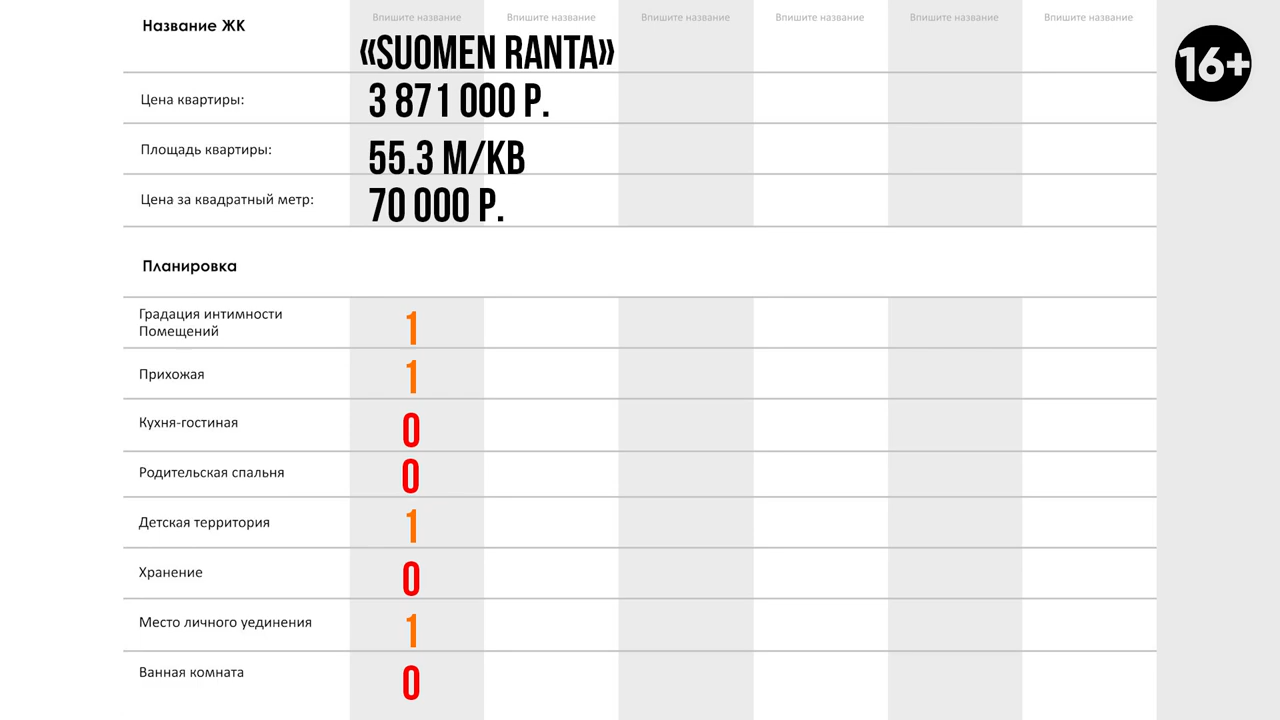 Название ЖК
Впишите название Впишите название Впишите название Впишите название Впишите название Впишите название
16+
«SUOMEN RANTA»
Цена квартиры: 3 871 000 Р.
Площадь квартиры: 55.3 М/КВ
Цена за квадратный метр: 70 000 Р.
Планировка
Градация интимности
Помещений 1
Прихожая 1
Кухня-гостиная 0
Родительская спальня 0
Детская территория 1
Хранение 0
Место личного уединения 1
Ванная комната 0